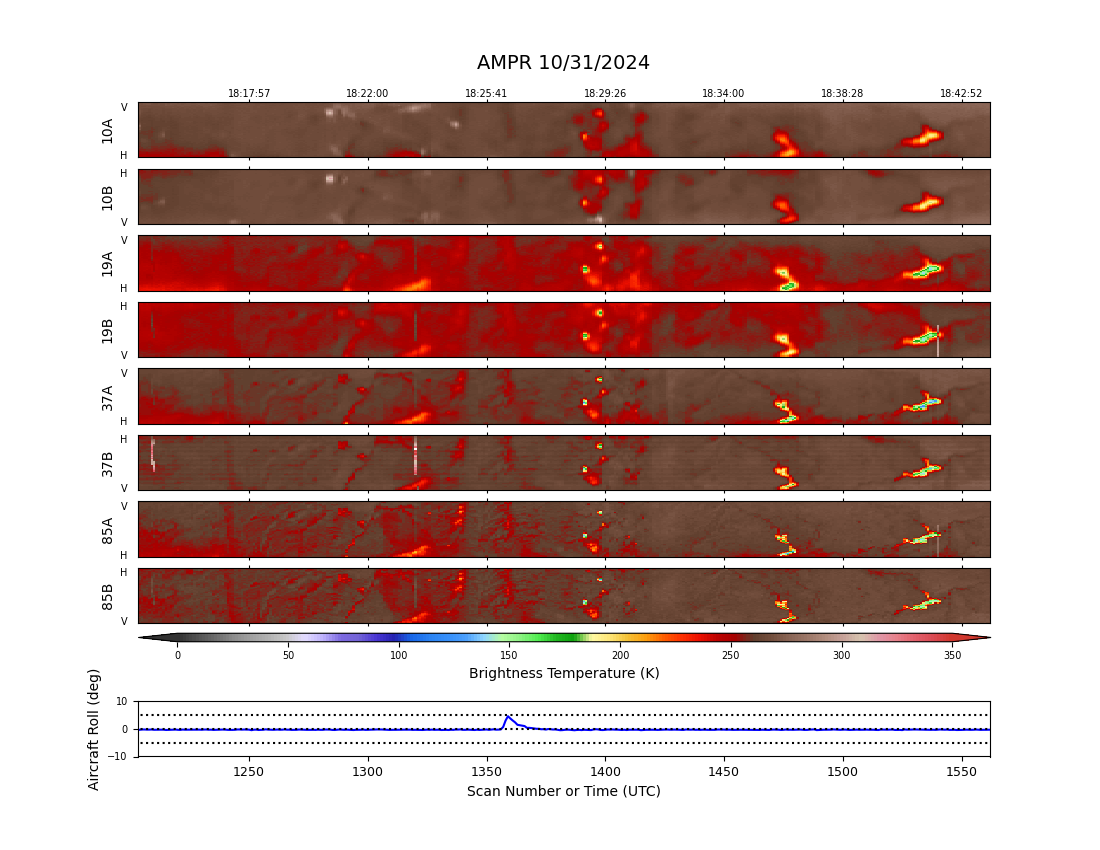 AMPR 10/31/2024
18:17:57 18:22:00 18:25:41 18:29:26 18:34:00 18:38:28 18:42:52
V
10A
H
H
10B
V
V
19A
H
H
19B
V
V
37A
H
H
37B
V
V
85A
H
H
85B
V
0 50 100 150 200 250 300 350
Brightness Temperature (K)
Aircraft Roll (deg)
10
0
−10
1250 1300 1350 1400 1450 1500 1550
Scan Number or Time (UTC)